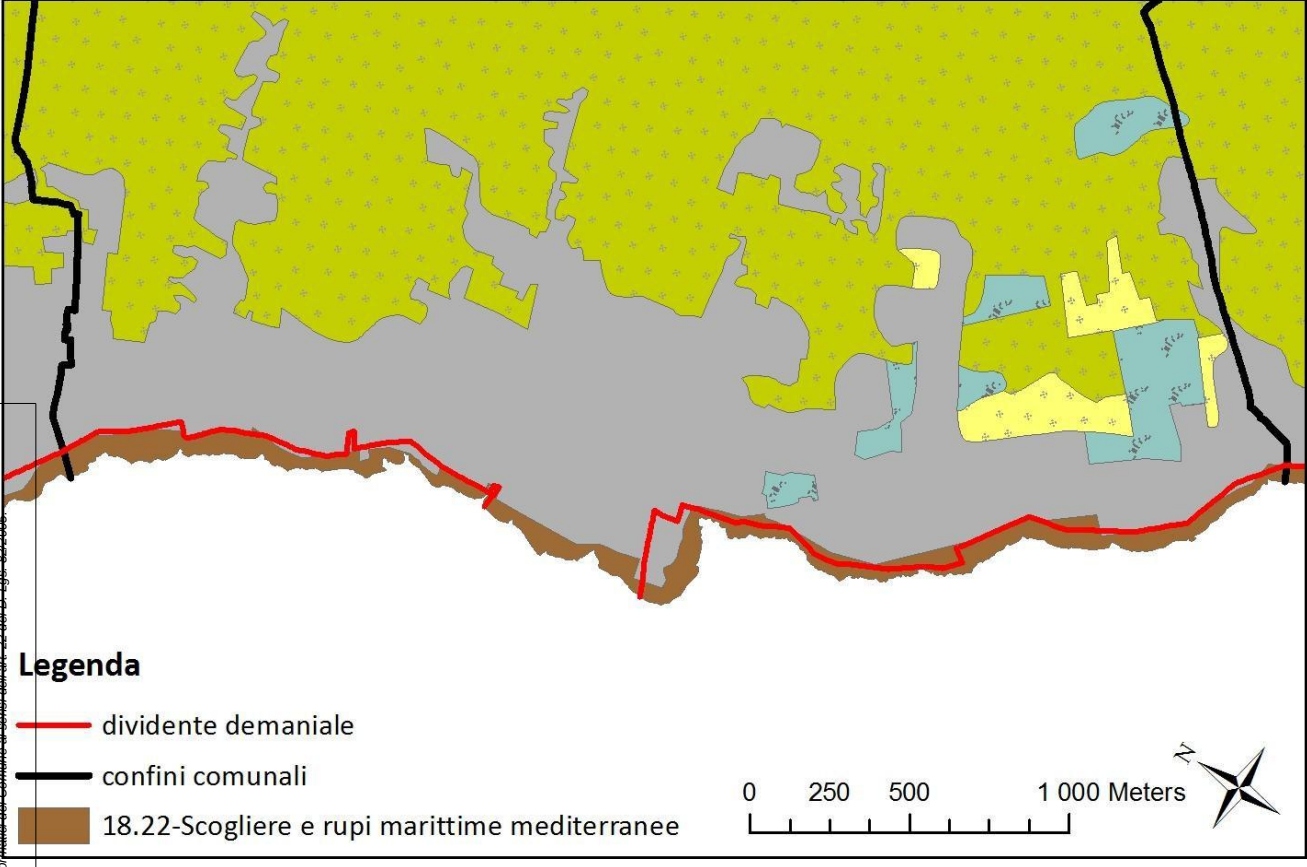 Legenda
dividente demaniale
confini comunali
18.22-Scogliere e rupi marittime mediterranee
N
0 250 500 1 000 Meters